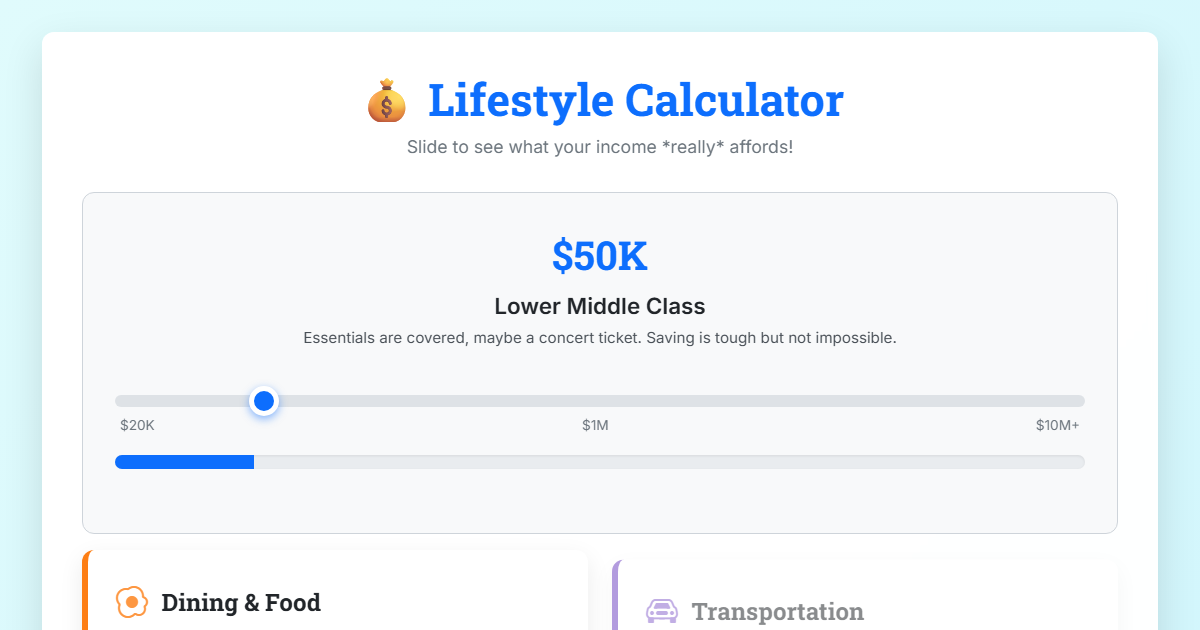 Lifestyle Calculator
Slide to see what your income *really* affords!
$50K
Lower Middle Class
Essentials are covered, maybe a concert ticket. Saving is tough but not impossible.
$20K $1M $10M+
Dining & Food
Transportation